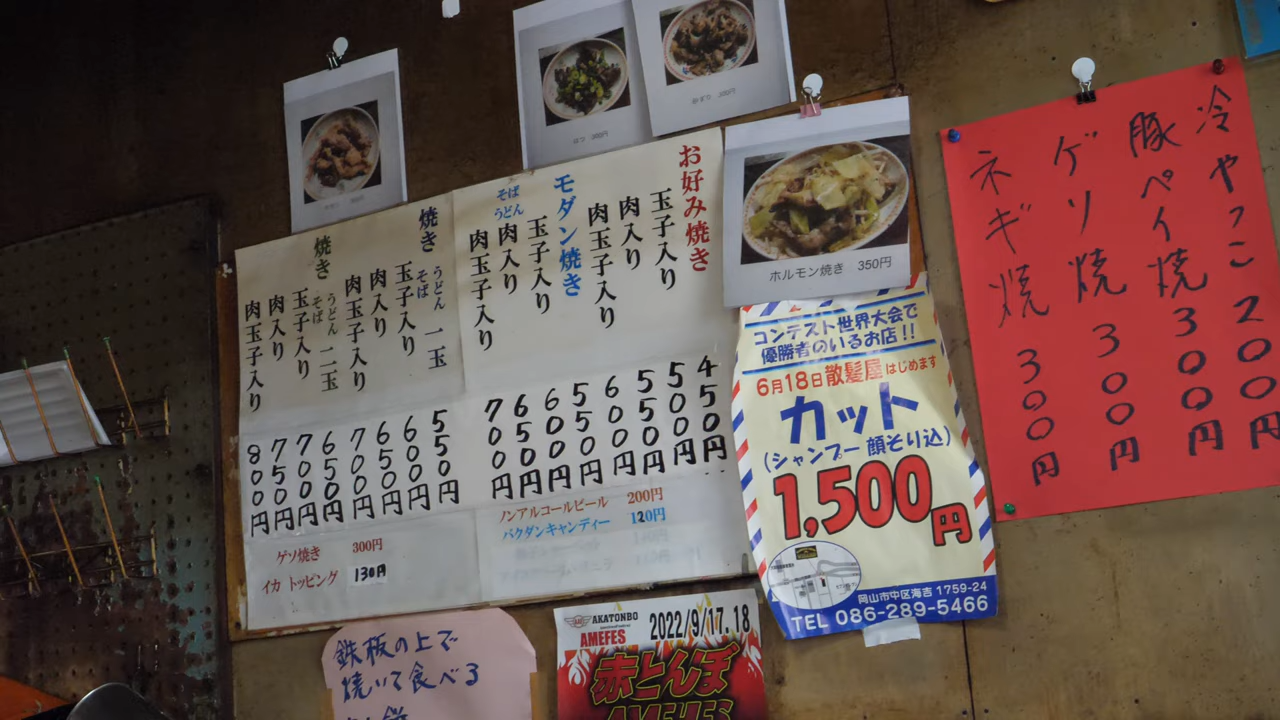 ホルモン焼き 350円
お好み焼き 450円
玉子入り 500円
肉入り 550円
肉玉子入り 600円
モダン焼き そば うどん 550円
玉子入り 600円
肉入り 650円
肉玉子入り 700円
焼き うどん そば 一玉 550円
玉子入り 600円
肉入り 650円
肉玉子入り 700円
焼き うどん そば 二玉 650円
玉子入り 700円
肉入り 750円
肉玉子入り 800円
ノンアルコールビール 200円
バクダンキャンディー 120円
ゲソ焼き 300円
イカ トッピング 130円
コンテスト世界大会で
優勝者のいるお店!!
6月18日散髪屋はじめます
カット
(シャンプー 顔そり込)
1,500円
岡山市中区海吉 1759-24
TEL 086-289-5466
冷やっこ 200円
豚ペイ焼 300円
ゲソ焼 300円
ネギ焼 300円
鉄板の上で
焼いて食べる
AKATONBO
AMEFES
2022/9/17.18
赤とんぼ
AMEFES